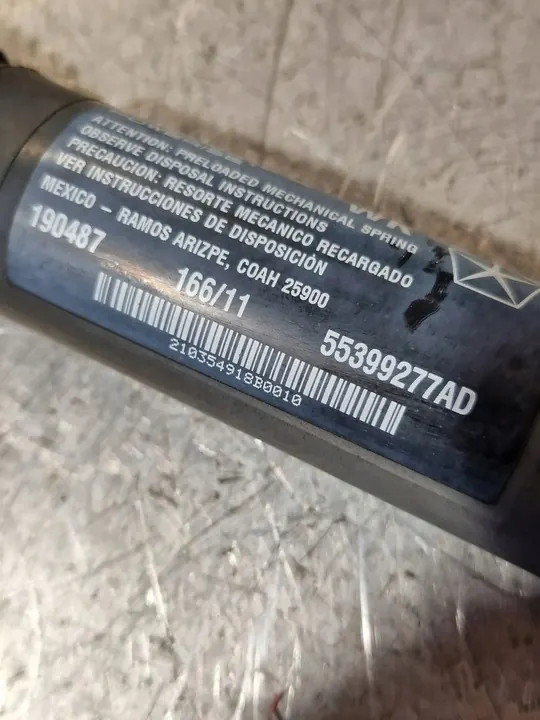 ATTENTION: PRELOADED MECHANICAL SPRING
OBSERVE DISPOSAL INSTRUCTIONS
PRECAUCION: RESORTE MECANICO RECARGADO
VER INSTRUCCIONES DE DISPOSICIÓN
MEXICO – RAMOS ARIZPE, COAH 25900
WK
190487
166/11
55399277AD
210354918B0010